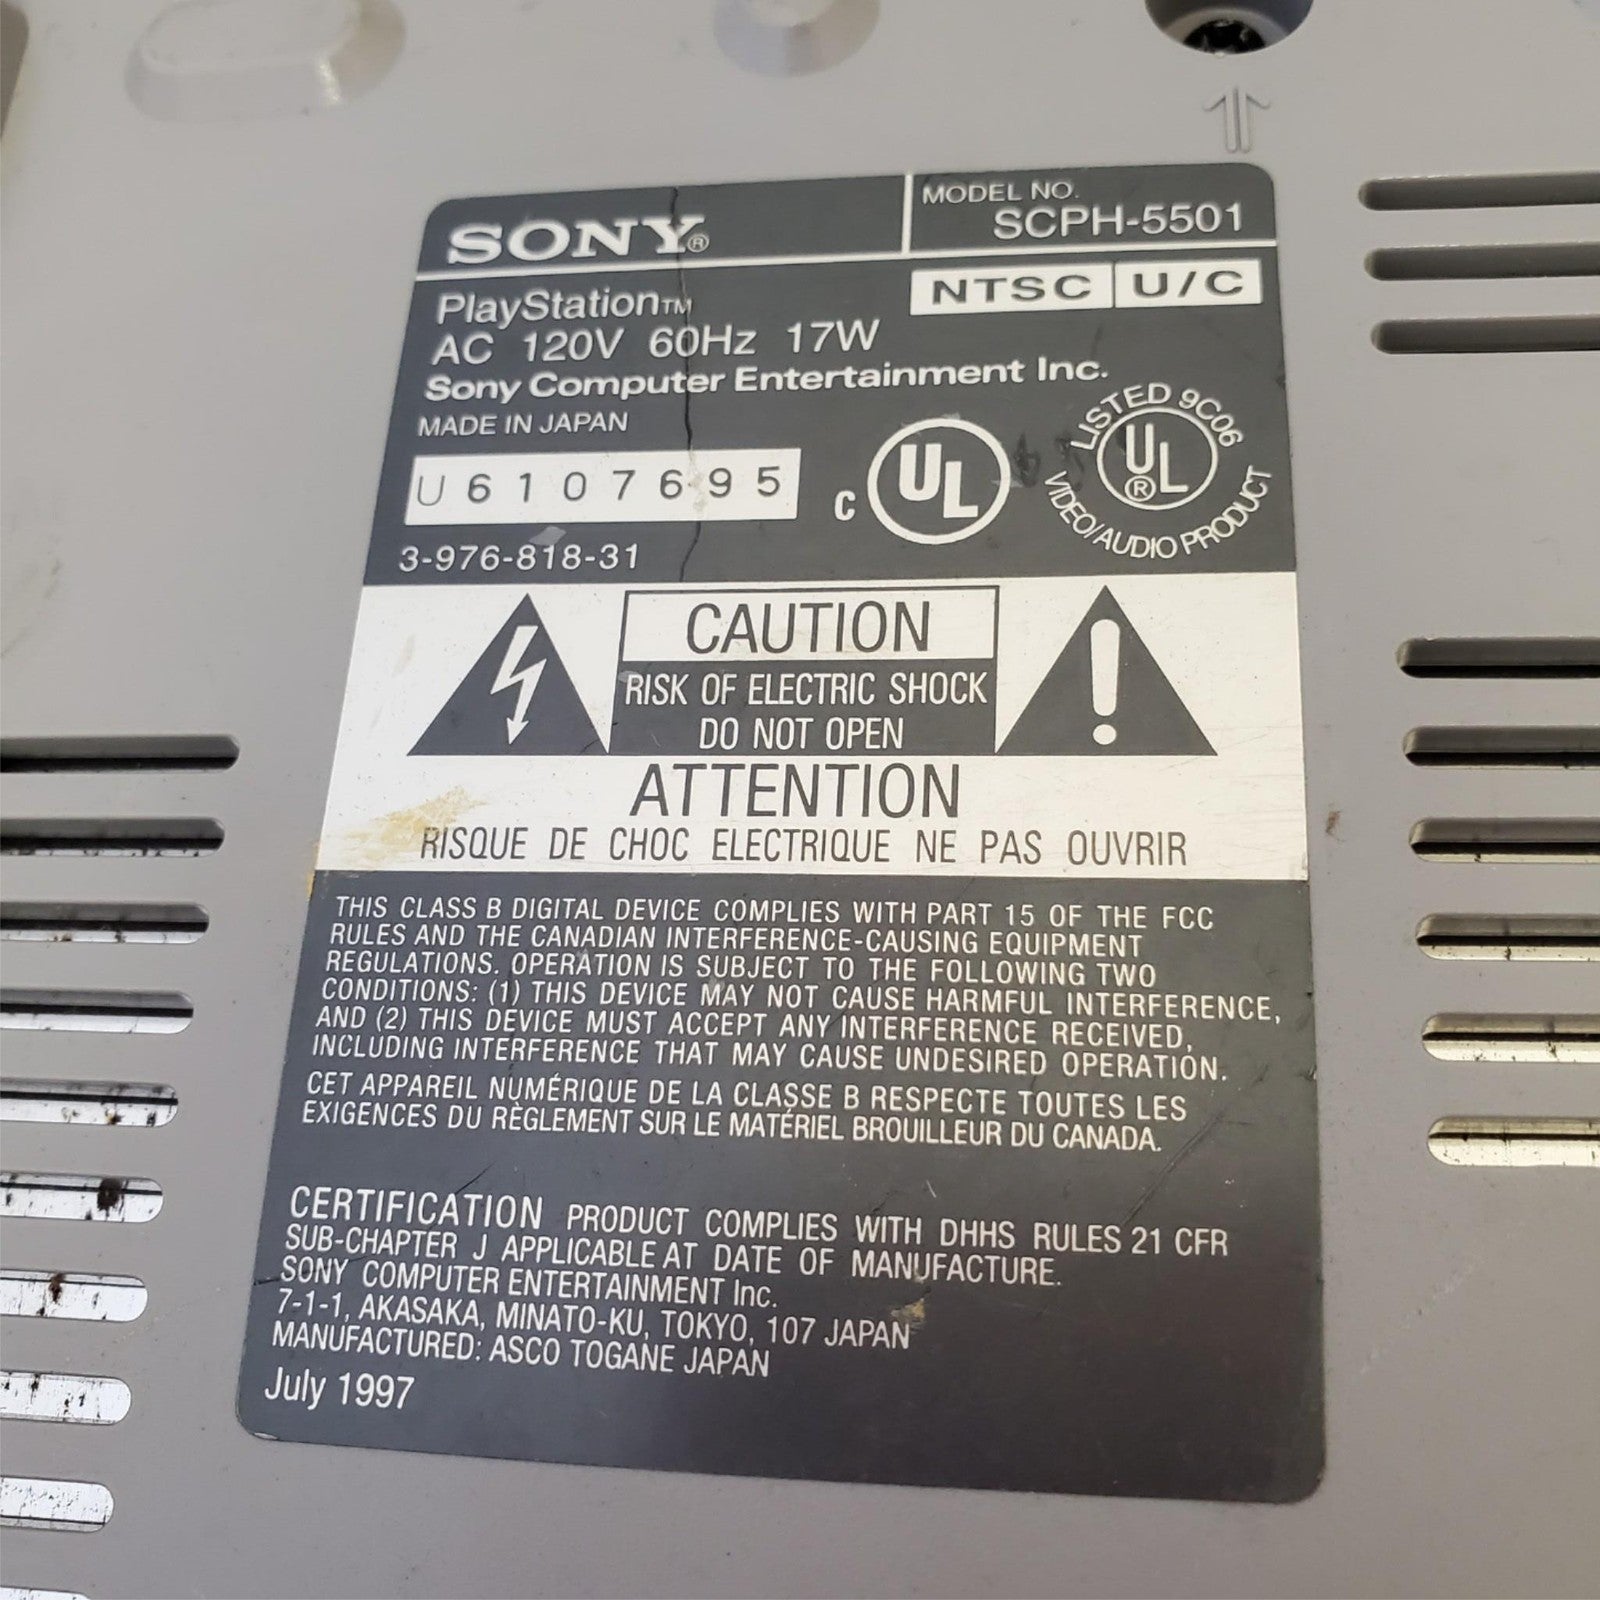 SONY®
MODEL NO.
SCPH-5501
NTSC U/C
PlayStation™
AC 120V 60Hz 17W
Sony Computer Entertainment Inc.
MADE IN JAPAN
U6107695
3-976-818-31
C UL
LISTED 9C06
UL®
VIDEO/AUDIO PRODUCT
CAUTION
RISK OF ELECTRIC SHOCK
DO NOT OPEN
ATTENTION
RISQUE DE CHOC ELECTRIQUE NE PAS OUVRIR
THIS CLASS B DIGITAL DEVICE COMPLIES WITH PART 15 OF THE FCC
RULES AND THE CANADIAN INTERFERENCE-CAUSING EQUIPMENT
REGULATIONS. OPERATION IS SUBJECT TO THE FOLLOWING TWO
CONDITIONS: (1) THIS DEVICE MAY NOT CAUSE HARMFUL INTERFERENCE,
AND (2) THIS DEVICE MUST ACCEPT ANY INTERFERENCE RECEIVED,
INCLUDING INTERFERENCE THAT MAY CAUSE UNDESIRED OPERATION.
CET APPAREIL NUMÉRIQUE DE LA CLASSE B RESPECTE TOUTES LES
EXIGENCES DU RÈGLEMENT SUR LE MATÉRIEL BROUILLEUR DU CANADA.
CERTIFICATION PRODUCT COMPLIES WITH DHHS RULES 21 CFR
SUB-CHAPTER J APPLICABLE AT DATE OF MANUFACTURE.
SONY COMPUTER ENTERTAINMENT Inc.
7-1-1, AKASAKA, MINATO-KU, TOKYO, 107 JAPAN
MANUFACTURED: ASCO TOGANE JAPAN
July 1997